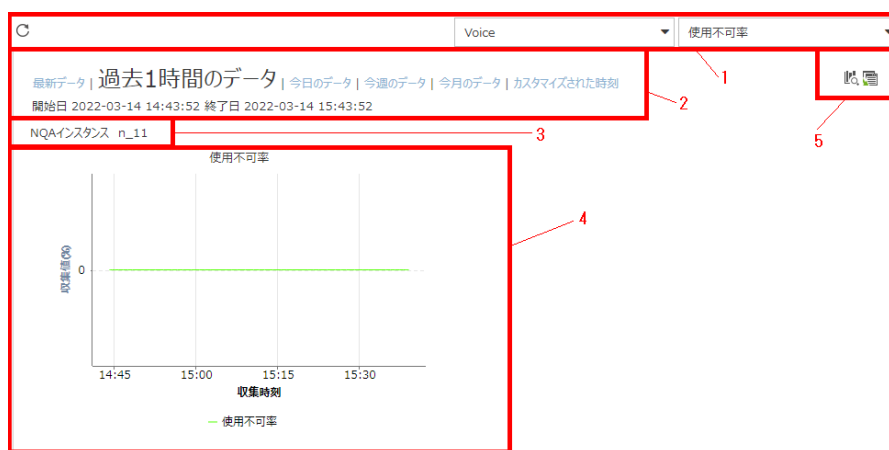 Voice 使用不可率
1
最新データ | 過去1時間のデータ | 今日のデータ | 今週のデータ | 今月のデータ | カスタマイズされた時刻
開始日 2022-03-14 14:43:52 終了日 2022-03-14 15:43:52
2
5
NQAインスタンス n_11
3
使用不可率
4
収集値(%)
0
14:45 15:00 15:15 15:30
収集時刻
使用不可率